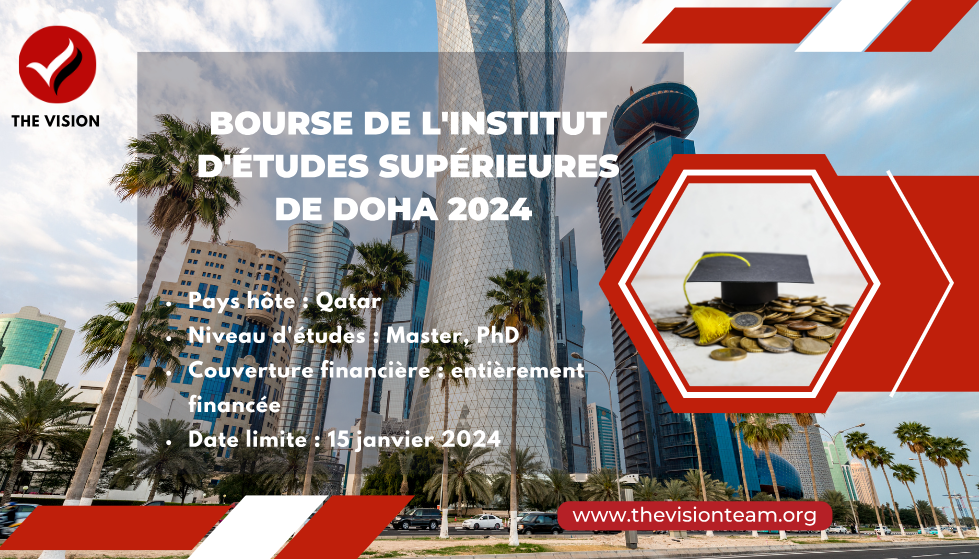 THE VISION
BOURSE DE L'INSTITUT
D'ÉTUDES SUPÉRIEURES
DE DOHA 2024
• Pays hôte : Qatar
• Niveau d'études : Master, PhD
• Couverture financière : entièrement
financée
• Date limite : 15 janvier 2024
www.thevisionteam.org